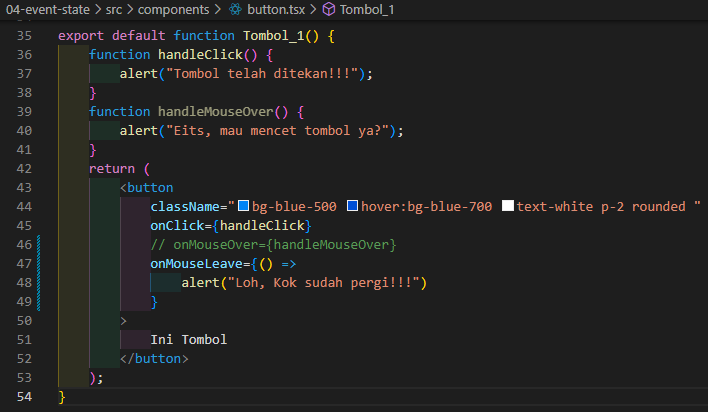 04-event-state > src > components > button.tsx > Tombol_1
35 export default function Tombol_1() {
36     function handleClick() {
37         alert("Tombol telah ditekan!!!");
38     }
39     function handleMouseOver() {
40         alert("Eits, mau mencet tombol ya?");
41     }
42     return (
43         <button
44             className=" bg-blue-500 hover:bg-blue-700 text-white p-2 rounded "
45             onClick={handleClick}
46             // onMouseOver={handleMouseOver}
47             onMouseLeave={() =>
48                 alert("Loh, Kok sudah pergi!!!")
49             }
50         >
51             Ini Tombol
52         </button>
53     );
54 }